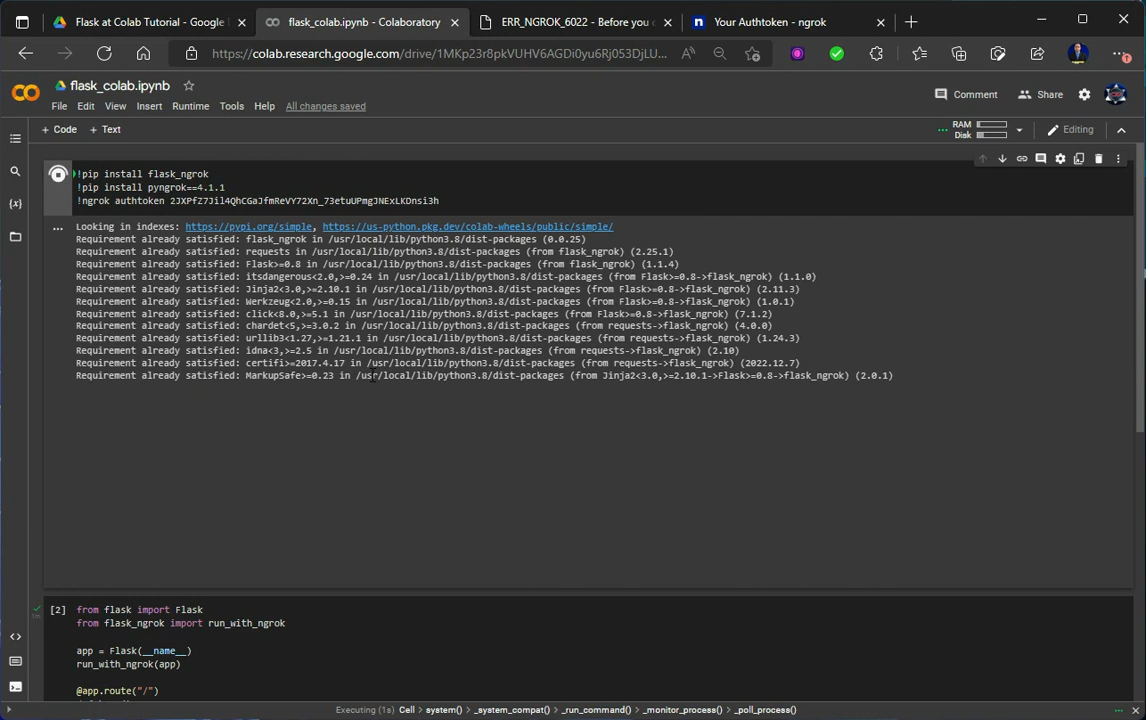 Flask at Colab Tutorial - Google
flask_colab.ipynb - Colaboratory
ERR_NGROK_6022 - Before you
Your Authtoken - ngrok
https://colab.research.google.com/drive/1MKp23r8pkVUHV6AGDi0yu6Rj053DjLU...
flask_colab.ipynb
File Edit View Insert Runtime Tools Help All changes saved
Comment Share
+ Code + Text
RAM
Disk
Editing
!pip install flask_ngrok
!pip install pyngrok==4.1.1
!ngrok authtoken 2JXPfZ7Jil4QhCGaJfmReVY72Xn_73etuUPmgJNExLKDnsi3h
... Looking in indexes: https://pypi.org/simple, https://us-python.pkg.dev/colab-wheels/public/simple/
Requirement already satisfied: flask_ngrok in /usr/local/lib/python3.8/dist-packages (0.0.25)
Requirement already satisfied: requests in /usr/local/lib/python3.8/dist-packages (from flask_ngrok) (2.25.1)
Requirement already satisfied: Flask>=0.8 in /usr/local/lib/python3.8/dist-packages (from flask_ngrok) (1.1.4)
Requirement already satisfied: itsdangerous<2.0,>=0.24 in /usr/local/lib/python3.8/dist-packages (from Flask>=0.8->flask_ngrok) (1.1.0)
Requirement already satisfied: Jinja2<3.0,>=2.10.1 in /usr/local/lib/python3.8/dist-packages (from Flask>=0.8->flask_ngrok) (2.11.3)
Requirement already satisfied: Werkzeug<2.0,>=0.15 in /usr/local/lib/python3.8/dist-packages (from Flask>=0.8->flask_ngrok) (1.0.1)
Requirement already satisfied: click<8.0,>=5.1 in /usr/local/lib/python3.8/dist-packages (from Flask>=0.8->flask_ngrok) (7.1.2)
Requirement already satisfied: chardet<5,>=3.0.2 in /usr/local/lib/python3.8/dist-packages (from requests->flask_ngrok) (4.0.0)
Requirement already satisfied: urllib3<1.27,>=1.21.1 in /usr/local/lib/python3.8/dist-packages (from requests->flask_ngrok) (1.24.3)
Requirement already satisfied: idna<3,>=2.5 in /usr/local/lib/python3.8/dist-packages (from requests->flask_ngrok) (2.10)
Requirement already satisfied: certifi>=2017.4.17 in /usr/local/lib/python3.8/dist-packages (from requests->flask_ngrok) (2022.12.7)
Requirement already satisfied: MarkupSafe>=0.23 in /usr/local/lib/python3.8/dist-packages (from Jinja2<3.0,>=2.10.1->Flask>=0.8->flask_ngrok) (2.0.1)
[2] from flask import Flask
from flask_ngrok import run_with_ngrok
app = Flask(__name__)
run_with_ngrok(app)
@app.route("/")
Executing (1s) Cell > system() > _system_compat() > _run_command() > _monitor_process() > _poll_process()